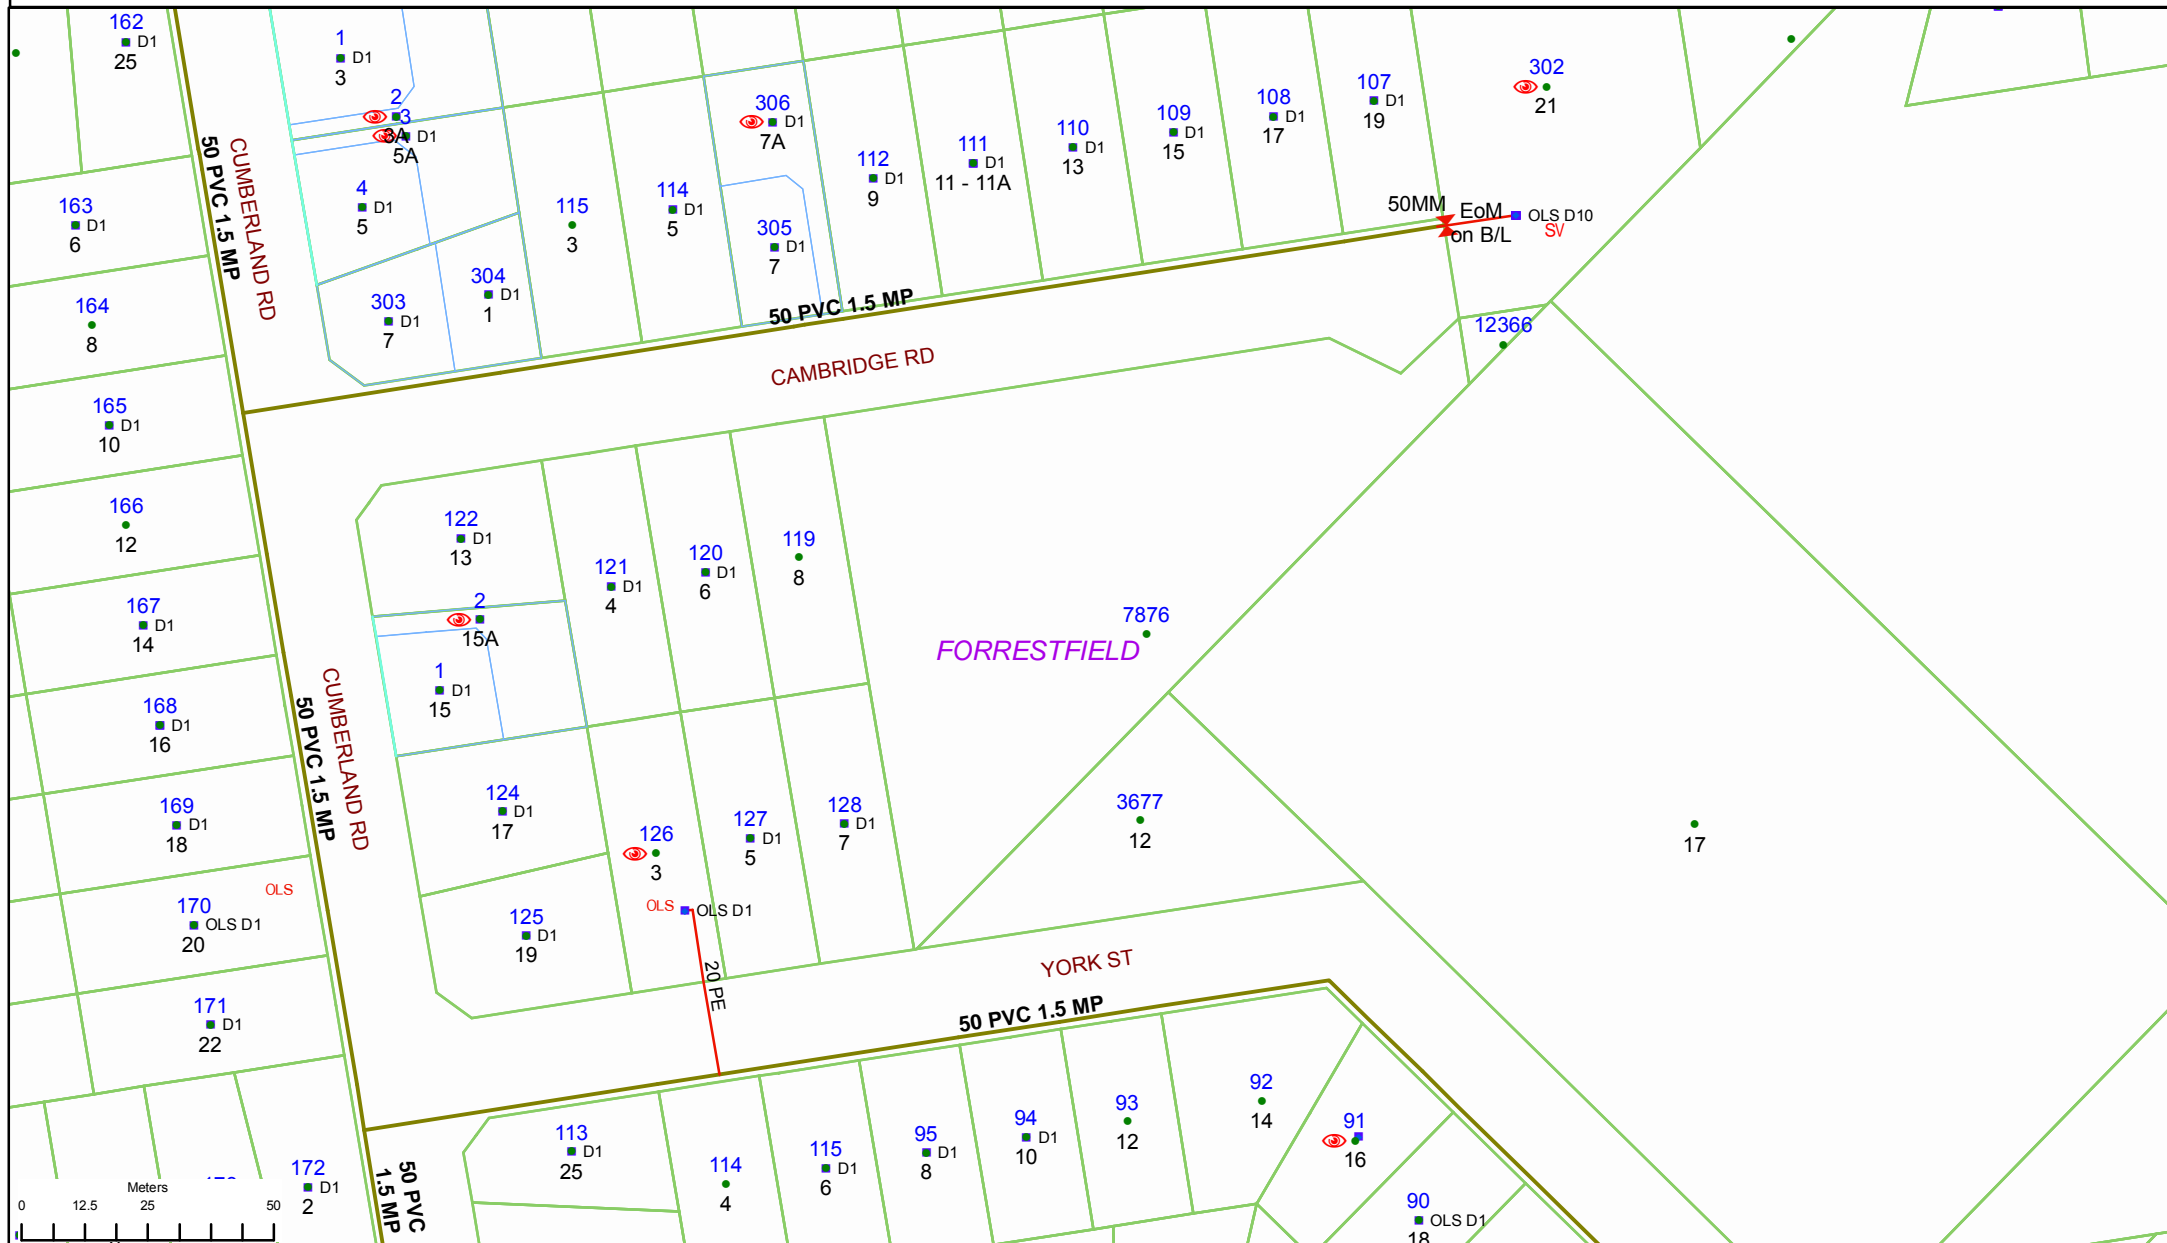 162
D1
25
1
D1
3
2
3
3A
D1
5A
4
D1
5
CUMBERLAND RD
50 PVC 1.5 MP
163
D1
6
164
8
165
D1
10
166
12
167
D1
14
168
D1
16
169
D1
18
OLS
170
OLS D1
20
171
D1
22
172
D1
2
303
D1
7
304
D1
1
115
3
114
D1
5
306
D1
7A
305
D1
7
112
D1
9
111
D1
11 - 11A
110
D1
13
109
D1
15
108
D1
17
107
D1
19
302
21
50MM EoM
on B/L
OLS D10
SV
12366
50 PVC 1.5 MP
CAMBRIDGE RD
122
D1
13
2
15A
1
D1
15
121
D1
4
120
D1
6
119
8
7876
FORRESTFIELD
CUMBERLAND RD
50 PVC 1.5 MP
124
D1
17
125
D1
19
126
3
OLS
OLS D1
20 PE
127
D1
5
128
D1
7
3677
12
17
YORK ST
50 PVC 1.5 MP
113
D1
25
114
4
115
D1
6
95
D1
8
94
D1
10
93
12
92
14
91
16
90
OLS D1
18
50 PVC
1.5 MP
Meters
0 12.5 25 50